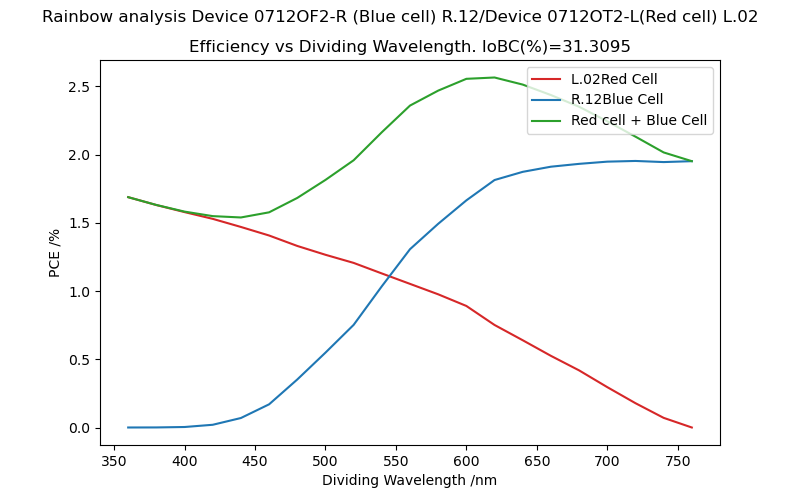 Rainbow analysis Device 0712OF2-R (Blue cell) R.12/Device 0712OT2-L(Red cell) L.02
Efficiency vs Dividing Wavelength. IoBC(%)=31.3095
L.02Red Cell
R.12Blue Cell
Red cell + Blue Cell
PCE /%
2.5
2.0
1.5
1.0
0.5
0.0
350 400 450 500 550 600 650 700 750
Dividing Wavelength /nm